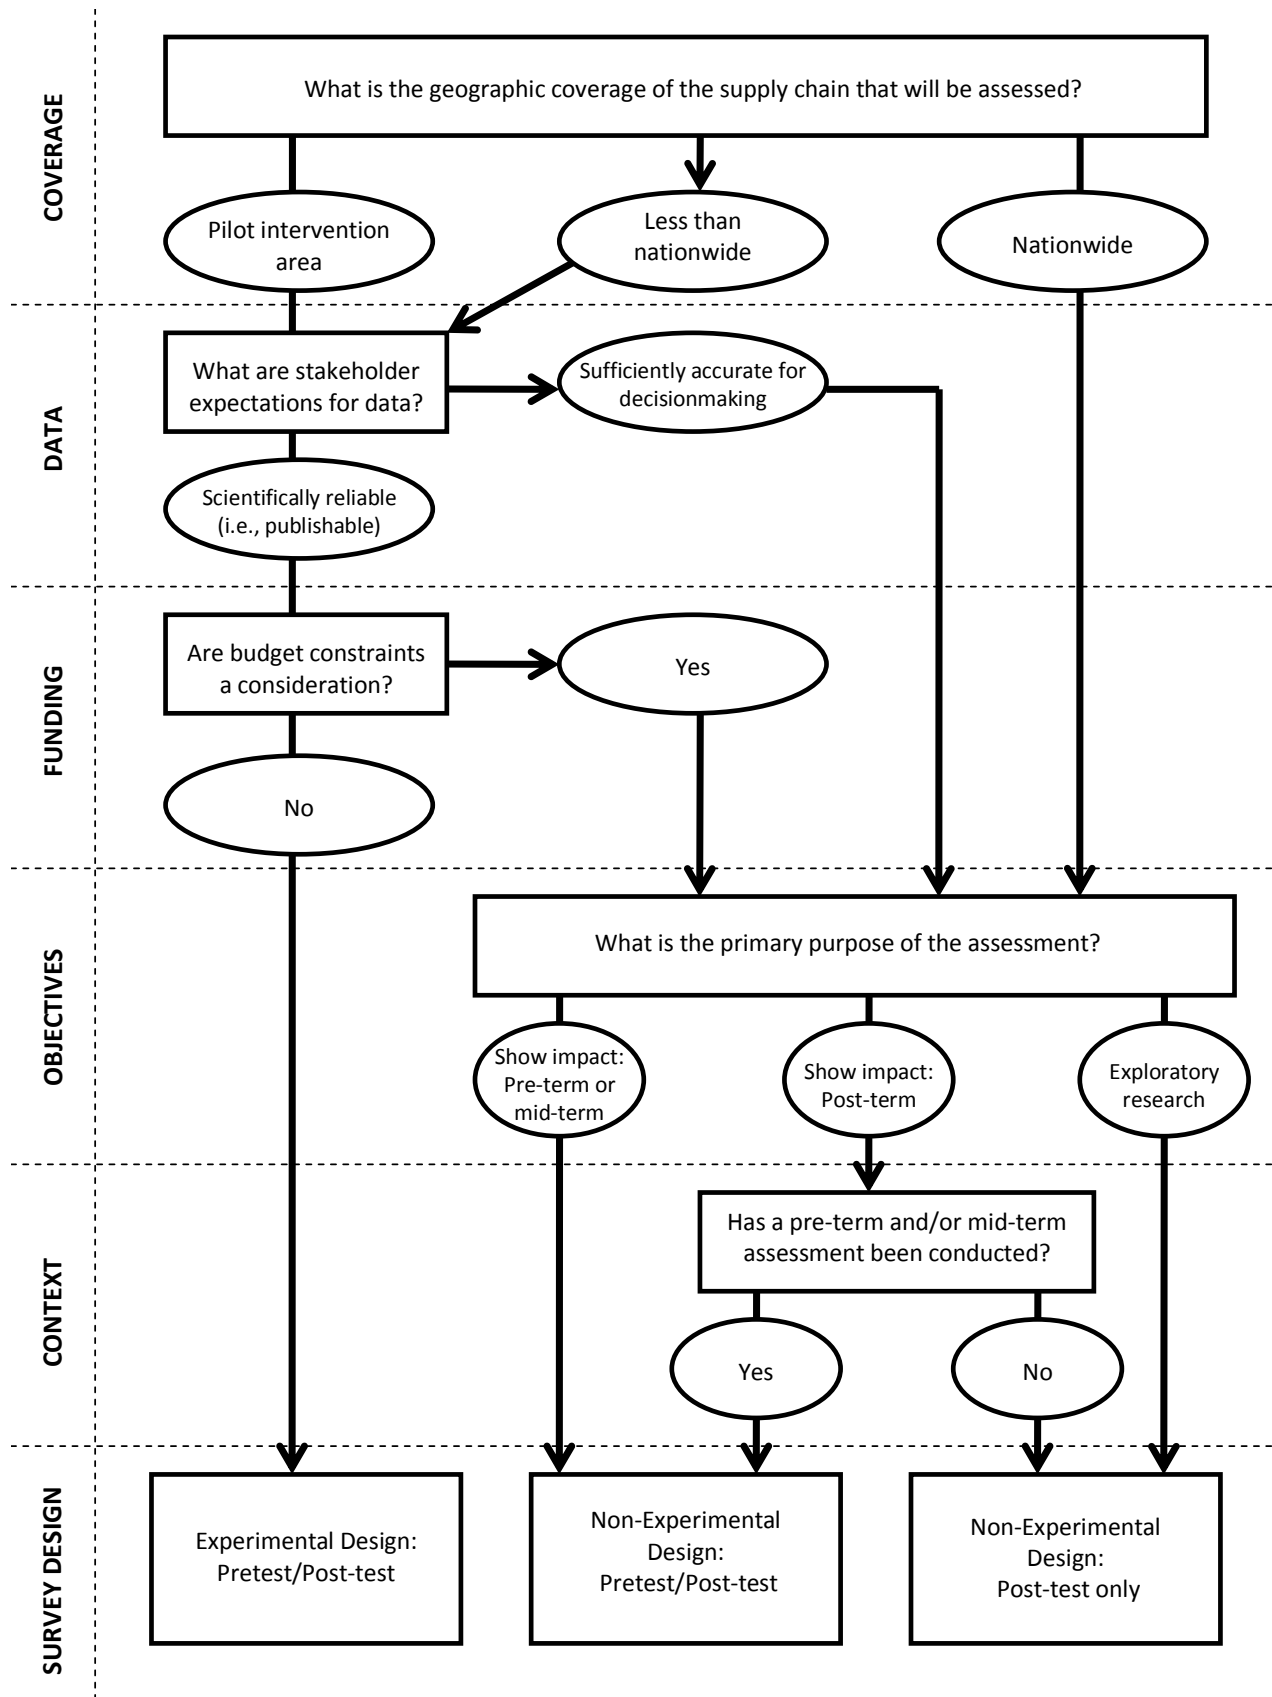 COVERAGE
What is the geographic coverage of the supply chain that will be assessed?
Pilot intervention
area
Less than
nationwide
Nationwide
DATA
What are stakeholder
expectations for data?
Sufficiently accurate for
decisionmaking
Scientifically reliable
(i.e., publishable)
FUNDING
Are budget constraints
a consideration?
Yes
No
OBJECTIVES
What is the primary purpose of the assessment?
Show impact:
Pre-term or
mid-term
Show impact:
Post-term
Exploratory
research
CONTEXT
Has a pre-term and/or mid-term
assessment been conducted?
Yes
No
SURVEY DESIGN
Experimental Design:
Pretest/Post-test
Non-Experimental
Design:
Pretest/Post-test
Non-Experimental
Design:
Post-test only